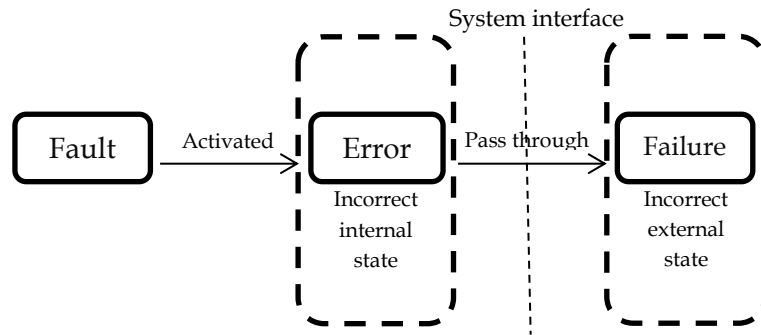 System interface
Fault
Activated
Error
Pass through
Failure
Incorrect
internal
state
Incorrect
external
state